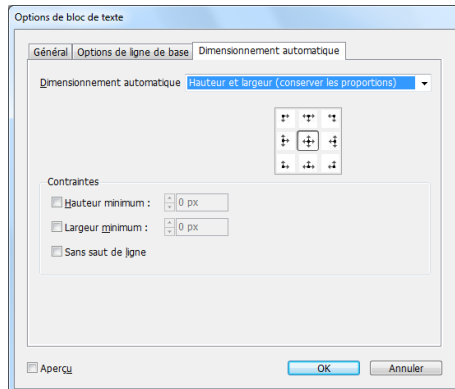 Options de bloc de texte
Général Options de ligne de base Dimensionnement automatique
Dimensionnement automatique Hauteur et largeur (conserver les proportions)
Contraintes
Hauteur minimum : 0 px
Largeur minimum : 0 px
Sans saut de ligne
Aperçu OK Annuler